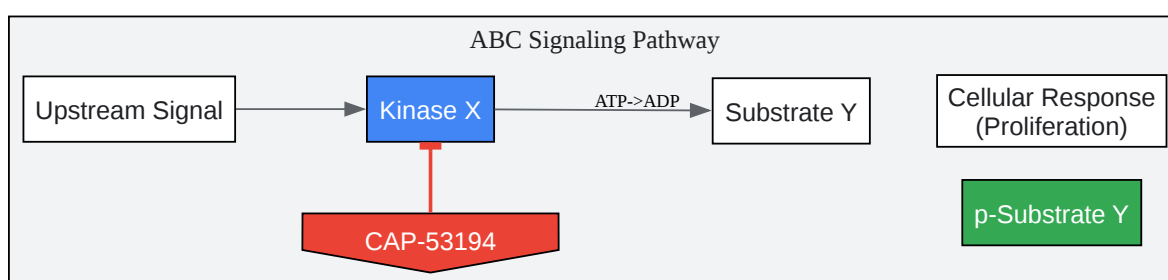 ABC Signaling Pathway
Upstream Signal
Kinase X
ATP->ADP
Substrate Y
Cellular Response
(Proliferation)
CAP-53194
p-Substrate Y